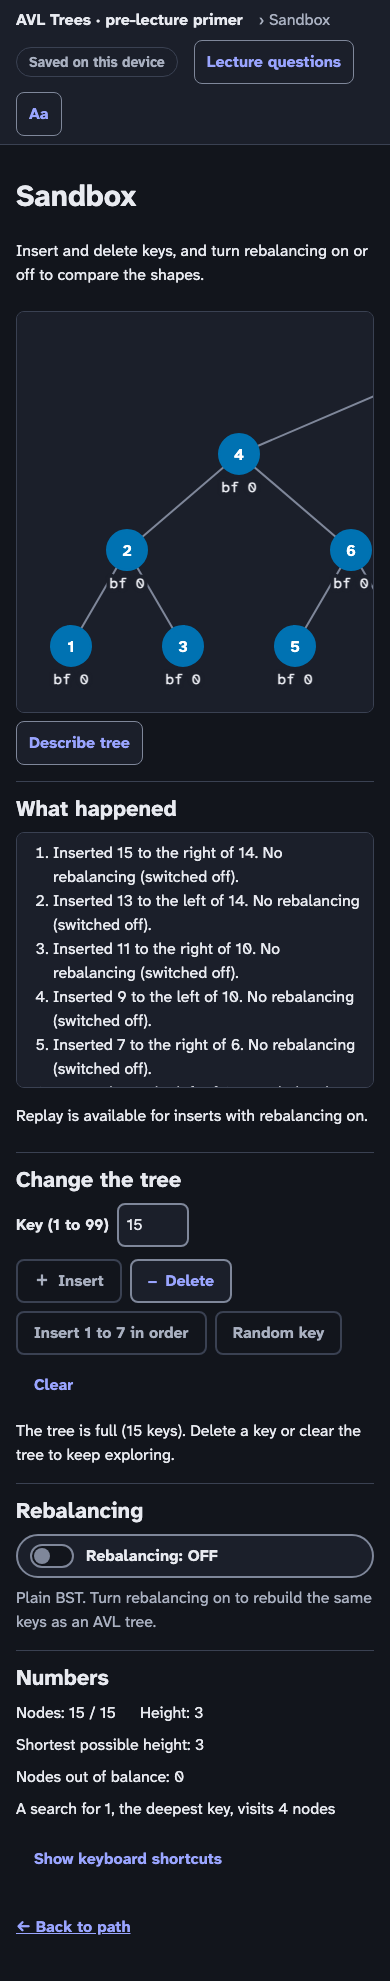 AVL Trees · pre-lecture primer › Sandbox
Saved on this device
Lecture questions
Aa
Sandbox
Insert and delete keys, and turn rebalancing on or
off to compare the shapes.
4
bf 0
2
6
bf 0
bf 0
1
3
5
bf 0
bf 0
bf 0
Describe tree
What happened
1. Inserted 15 to the right of 14. No
rebalancing (switched off).
2. Inserted 13 to the left of 14. No rebalancing
(switched off).
3. Inserted 11 to the right of 10. No
rebalancing (switched off).
4. Inserted 9 to the left of 10. No rebalancing
(switched off).
5. Inserted 7 to the right of 6. No rebalancing
(switched off).
Replay is available for inserts with rebalancing on.
Change the tree
Key (1 to 99) 15
+ Insert
– Delete
Insert 1 to 7 in order
Random key
Clear
The tree is full (15 keys). Delete a key or clear the
tree to keep exploring.
Rebalancing
Rebalancing: OFF
Plain BST. Turn rebalancing on to rebuild the same
keys as an AVL tree.
Numbers
Nodes: 15 / 15 Height: 3
Shortest possible height: 3
Nodes out of balance: 0
A search for 1, the deepest key, visits 4 nodes
Show keyboard shortcuts
← Back to path